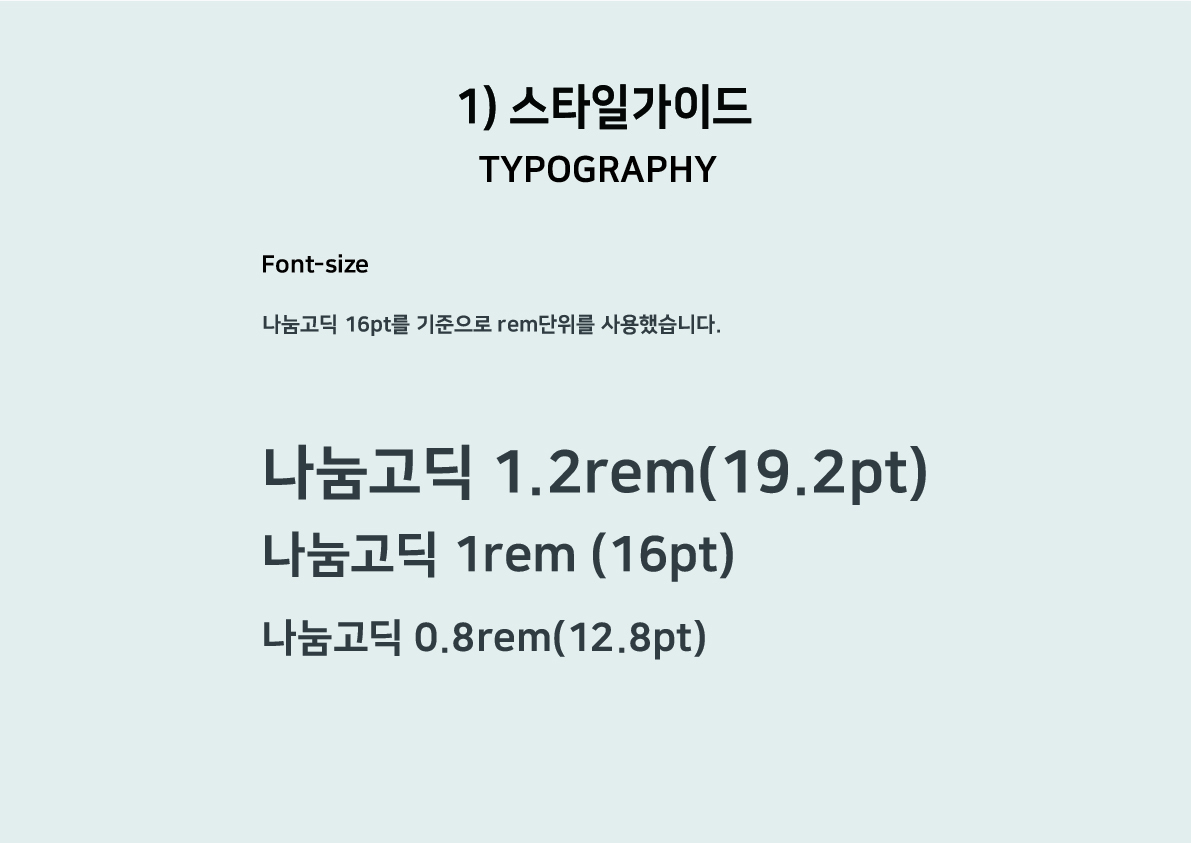 1) 스타일가이드
TYPOGRAPHY
Font-size
나눔고딕 16pt를 기준으로 rem단위를 사용했습니다.
나눔고딕 1.2rem(19.2pt)
나눔고딕 1rem (16pt)
나눔고딕 0.8rem(12.8pt)